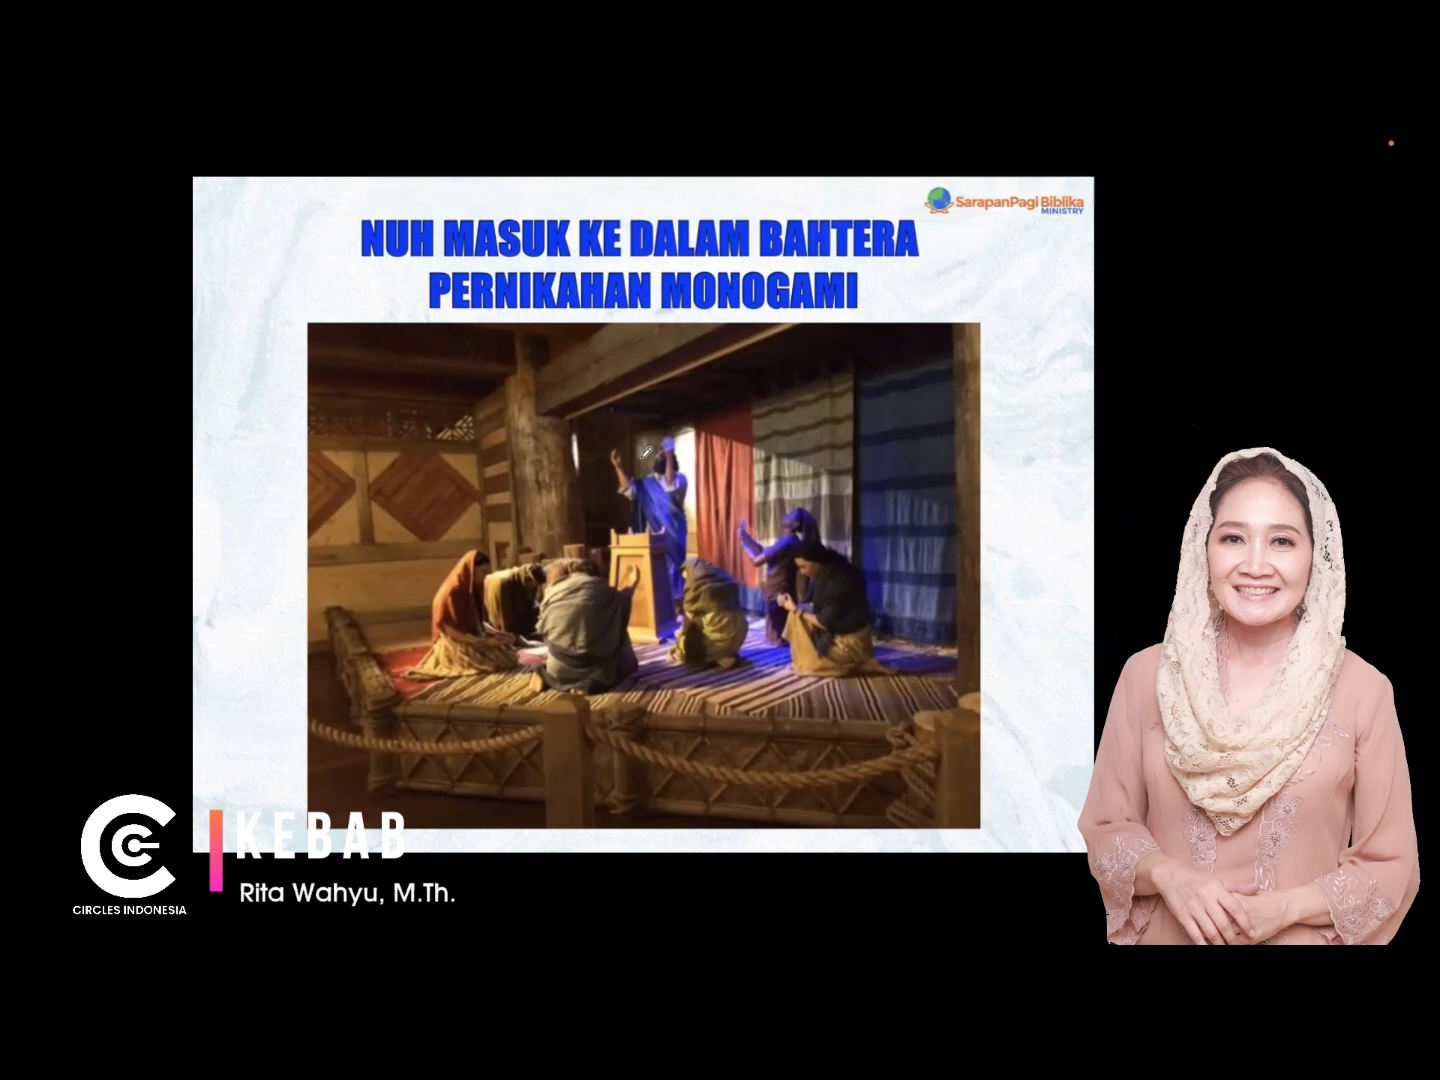 SarapanPagi Biblika
MINISTRY
NUH MASUK KE DALAM BAHTERA
PERNIKAHAN MONOGAMI
KEBAB
Rita Wahyu, M.Th.
CIRCLES INDONESIA